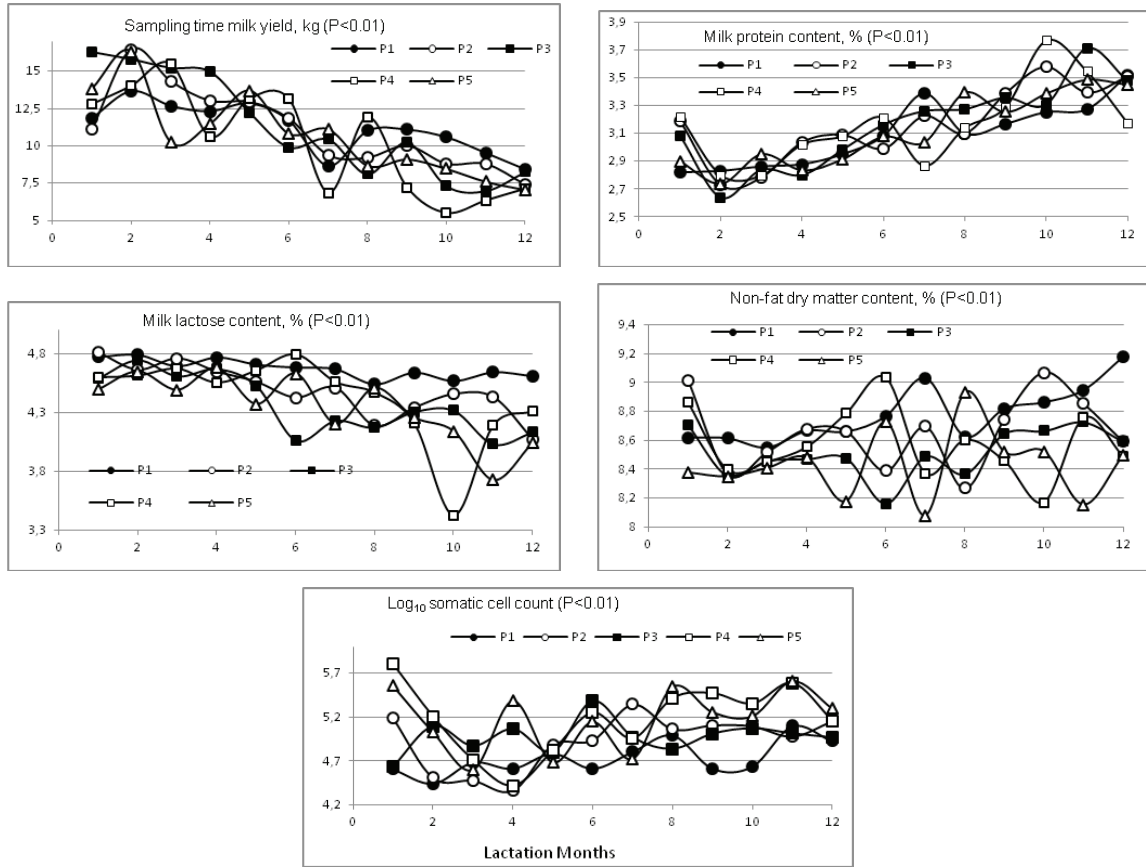 Sampling time milk yield, kg (P<0.01)
P1 P2 P3
P4 P5
15
12,5
10
7,5
5
0 2 4 6 8 10 12
Milk protein content, % (P<0.01)
P1 P2 P3
P4 P5
3,9
3,7
3,5
3,3
3,1
2,9
2,7
2,5
0 2 4 6 8 10 12
Milk lactose content, % (P<0.01)
4,8
4,3
3,8
3,3
P1 P2 P3
P4 P5
0 2 4 6 8 10 12
Non-fat dry matter content, % (P<0.01)
P1 P2 P3
P4 P5
9,4
9,2
9
8,8
8,6
8,4
8,2
8
0 2 4 6 8 10 12
Log10 somatic cell count (P<0.01)
P1 P2 P3 P4 P5
5,7
5,2
4,7
4,2
0 2 4 6 8 10 12
Lactation Months